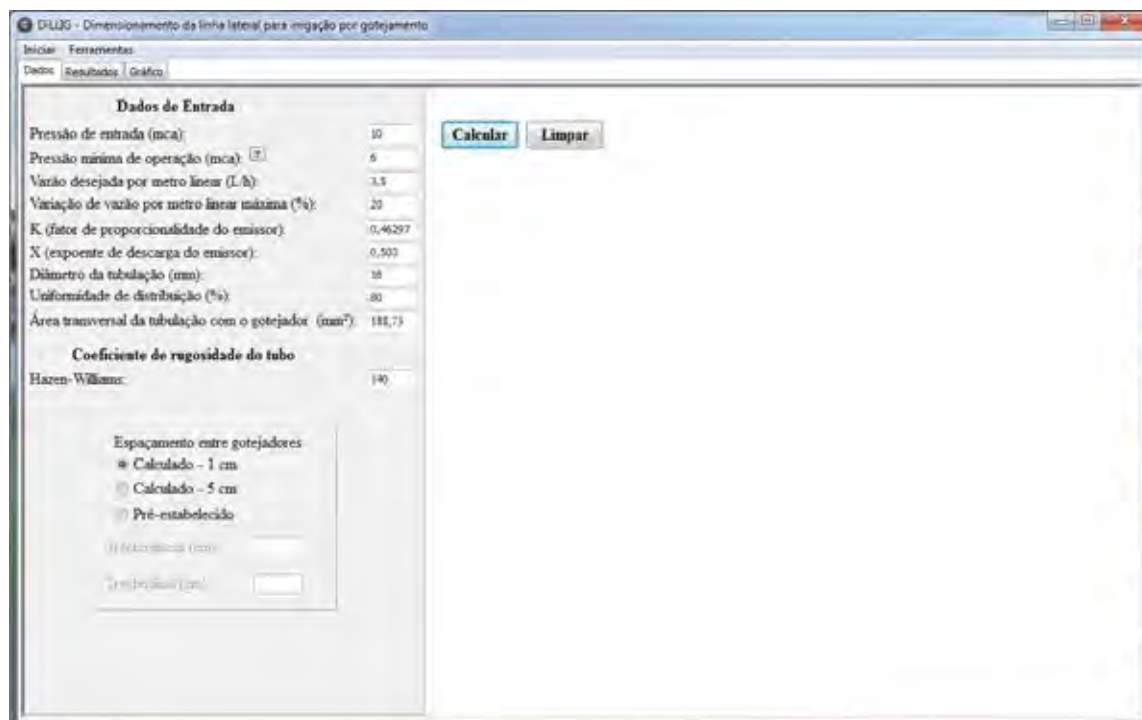 D-LUG - Dimensionamento da linha lateral para irrigação por gotejamento
Iniciar Ferramentas
Dados Resultados Gráfico
Dados de Entrada
Pressão de entrada (mca): 10
Calcular Limpar
Pressão mínima de operação (mca): ? 6
Vazão desejada por metro linear (L/h): 3,5
Variação de vazão por metro linear máxima (%): 20
K (fator de proporcionalidade do emissor): 0,46297
X (expoente de descarga do emissor): 0,503
Diâmetro da tubulação (mm): 16
Uniformidade de distribuição (%): 80
Área transversal da tubulação com o gotejador (mm²): 188,73
Coeficiente de rugosidade do tubo
Hazen-Williams: 140
Espaçamento entre gotejadores
Calculado - 1 cm
Calculado - 5 cm
Pré-estabelecido